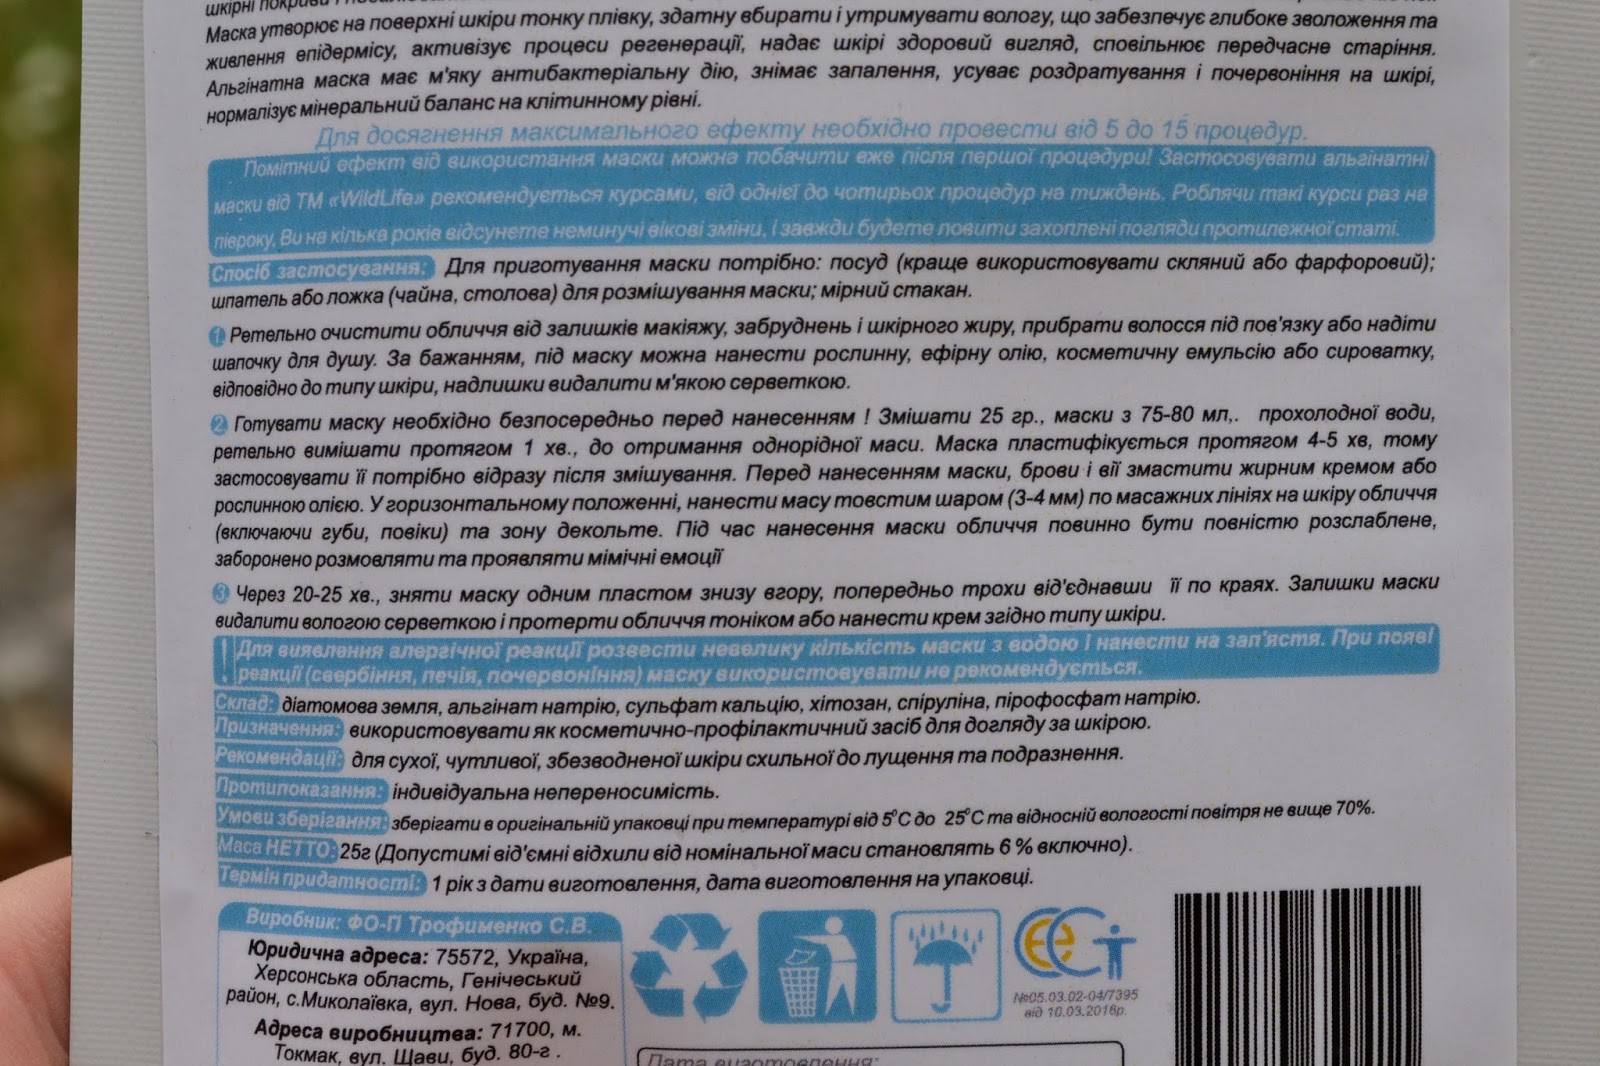 шкірні покриви і
Маска утворює на поверхні шкіри тонку плівку, здатну вбирати і утримувати вологу, що забезпечує глибоке зволоження та
живлення епідермісу, активізує процеси регенерації, надає шкірі здоровий вигляд, сповільнює передчасне старіння.
Альгінатна маска має м'яку антибактеріальну дію, знімає запалення, усуває роздратування і почервоніння на шкірі,
нормалізує мінеральний баланс на клітинному рівні.
Для досягнення максимального ефекту необхідно провести від 5 до 15 процедур.
Помітний ефект від використання маски можна побачити вже після першої процедури! Застосовувати альгінатні
маски від ТМ «WildLife» рекомендується курсами, від однієї до чотирьох процедур на тиждень. Роблячи такі курси раз на
півроку, Ви на кілька років відсунете неминучі вікові зміни, і завжди будете ловити захоплені погляди протилежної статі.
Спосіб застосування: Для приготування маски потрібно: посуд (краще використовувати скляний або фарфоровий);
шпатель або ложка (чайна, столова) для розмішування маски; мірний стакан.
1 Ретельно очистити обличчя від залишків макіяжу, забруднень і шкірного жиру, прибрати волосся під пов'язку або надіти
шапочку для душу. За бажанням, під маску можна нанести рослинну, ефірну олію, косметичну емульсію або сироватку,
відповідно до типу шкіри, надлишки видалити м'якою серветкою.
2 Готувати маску необхідно безпосередньо перед нанесенням ! Змішати 25 гр., маски з 75-80 мл,. прохолодної води,
ретельно вимішати протягом 1 хв., до отримання однорідної маси. Маска пластифікується протягом 4-5 хв, тому
застосовувати її потрібно відразу після змішування. Перед нанесенням маски, брови і вії змастити жирним кремом або
рослинною олією. У горизонтальному положенні, нанести масу товстим шаром (3-4 мм) по масажних лініях на шкіру обличчя
(включаючи губи, повіки) та зону декольте. Під час нанесення маски обличчя повинно бути повністю розслаблене,
заборонено розмовляти та проявляти мімічні емоції
3 Через 20-25 хв., зняти маску одним пластом знизу вгору, попередньо трохи від'єднавши її по краях. Залишки маски
видалити вологою серветкою і протерти обличчя тоніком або нанести крем згідно типу шкіри.
! Для виявлення алергічної реакції розвести невелику кількість маски з водою і нанести на зап'ястя. При появі
реакції (свербіння, печія, почервоніння) маску використовувати не рекомендується.
Склад: діатомова земля, альгінат натрію, сульфат кальцію, хітозан, спіруліна, пірофосфат натрію.
Призначення: використовувати як косметично-профілактичний засіб для догляду за шкірою.
Рекомендації: для сухої, чутливої, збезводненої шкіри схильної до лущення та подразнення.
Протипоказання: індивідуальна непереносимість.
Умови зберігання: зберігати в оригінальній упаковці при температурі від 5°С до 25°С та відносній вологості повітря не вище 70%.
Маса НЕТТО: 25г (Допустимі від'ємні відхили від номінальної маси становлять 6 % включно).
Термін придатності: 1 рік з дати виготовлення, дата виготовлення на упаковці.
Виробник: ФО-П Трофименко С.В.
Юридична адреса: 75572, Україна,
Херсонська область, Генічеський
район, с.Миколаївка, вул. Нова, буд. №9.
Адреса виробництва: 71700, м.
Токмак, вул. Щави, буд. 80-г .
№05.03.02-04/7395
від 10.03.2016р.
Дата виготовлення: